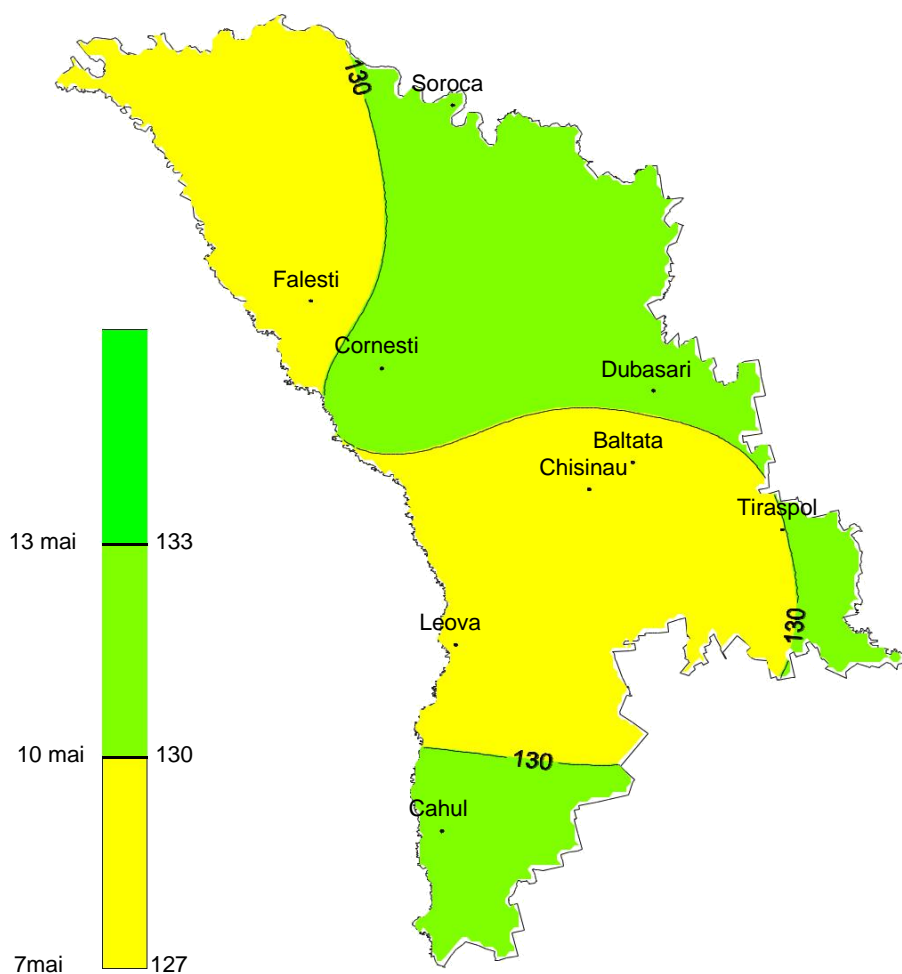 130
Soroca
Falesti
Cornesti
Dubasari
Baltata
Chisinau
Tiraspol
13 mai 133
Leova
130
10 mai 130
130
Cahul
7mai 127